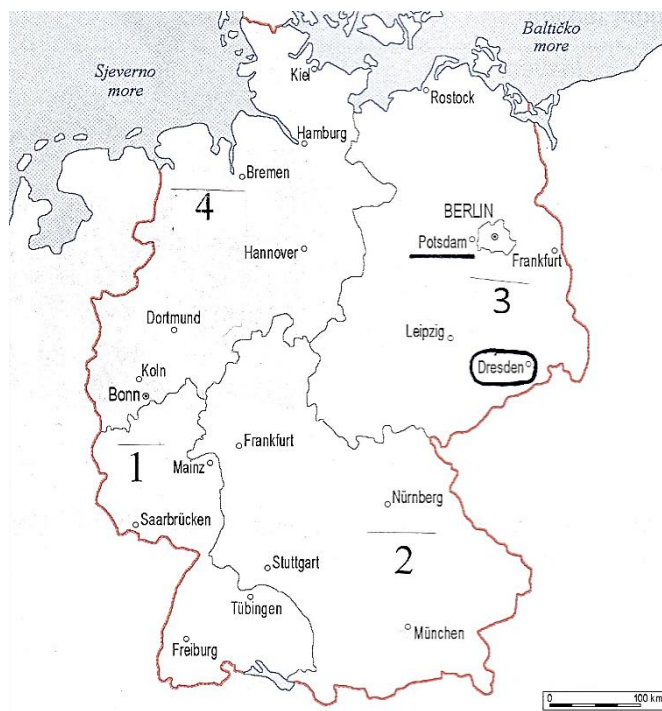 Baltičko
more
Sjeverno
more
Kiel
Rostock
Hamburg
Bremen
4
BERLIN
Potsdam
Hannover
Frankfurt
3
Dortmund
Leipzig
Dresden
Koln
Bonn
Frankfurt
1
Mainz
Nürnberg
Saarbrücken
2
Stuttgart
Tübingen
München
Freiburg
0 100 km